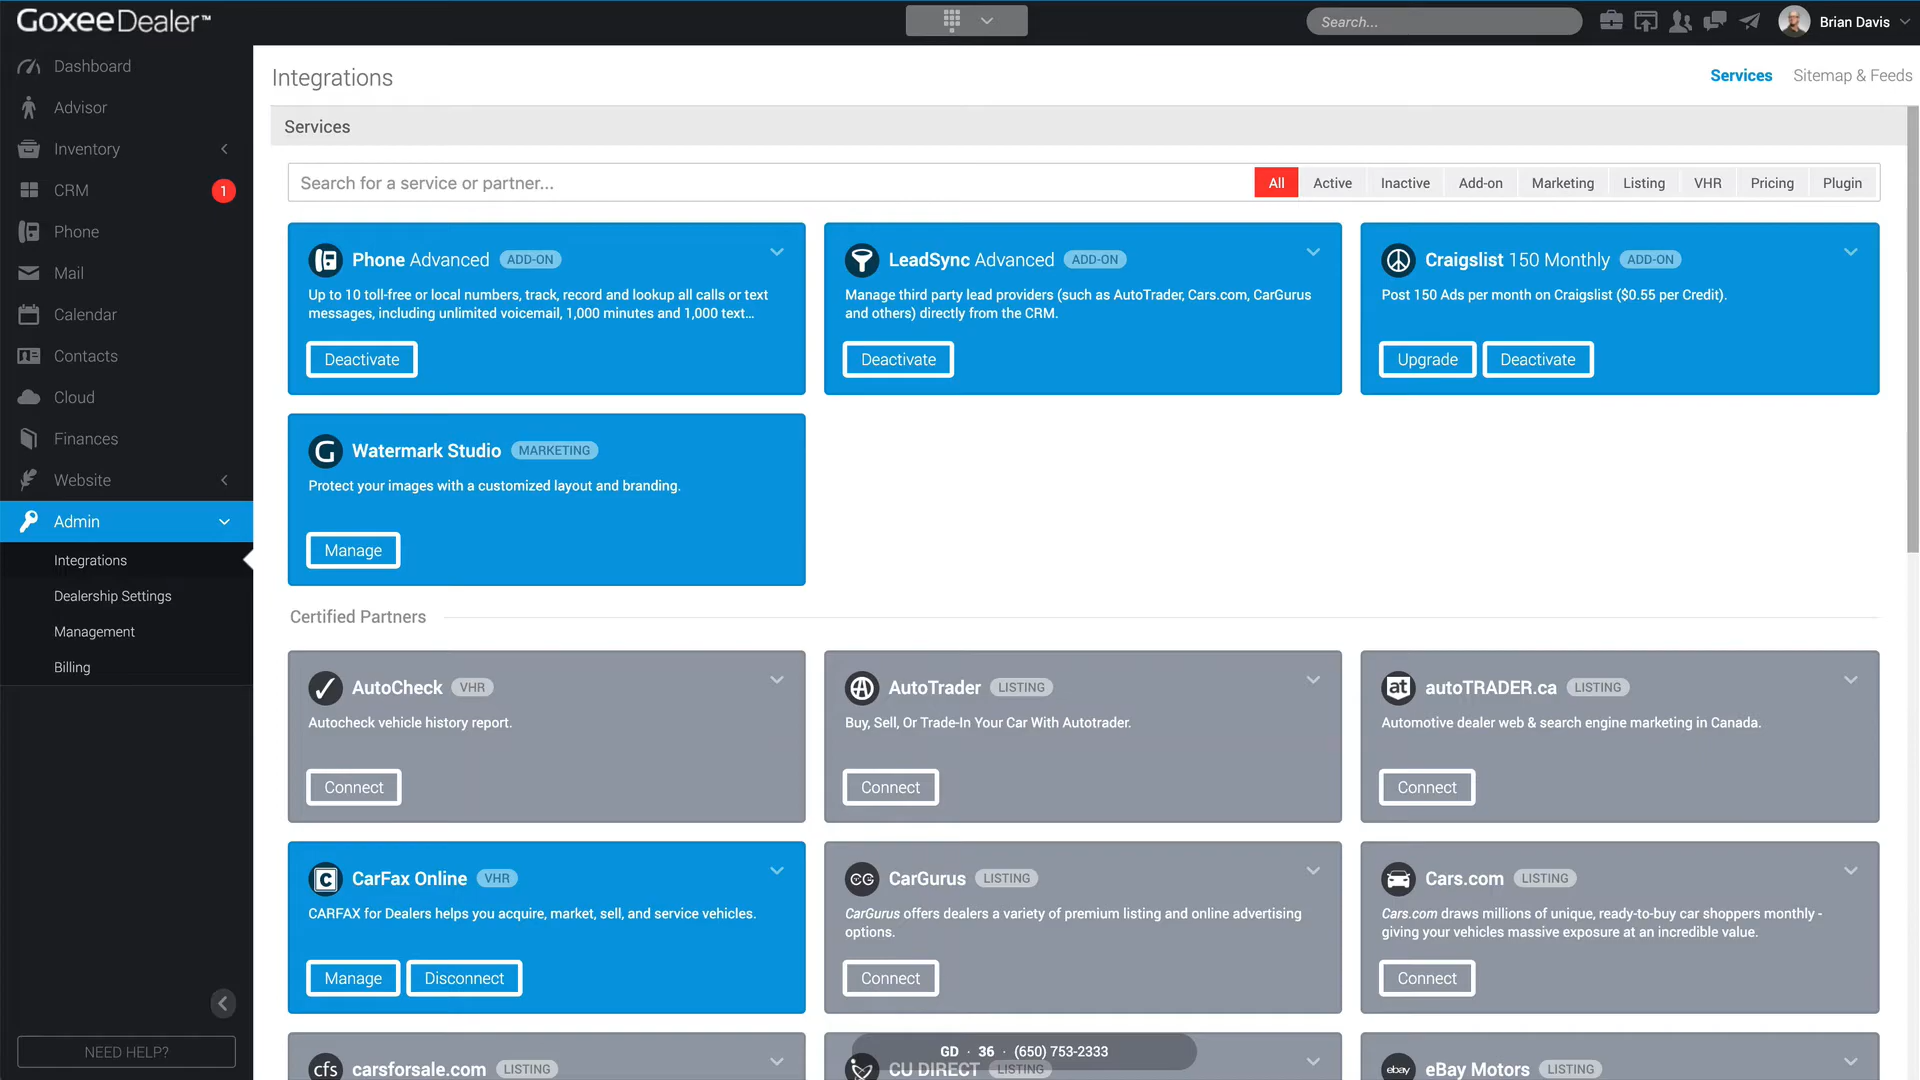 GoxeeDealer™
Search...
Brian Davis
Dashboard
Advisor
Inventory
CRM
1
Phone
Mail
Calendar
Contacts
Cloud
Finances
Website
Admin
Integrations
Dealership Settings
Management
Billing
NEED HELP?
Integrations
Services
Sitemap & Feeds
Services
Search for a service or partner...
All
Active
Inactive
Add-on
Marketing
Listing
VHR
Pricing
Plugin
Phone Advanced ADD-ON
Up to 10 toll-free or local numbers, track, record and lookup all calls or text
messages, including unlimited voicemail, 1,000 minutes and 1,000 text...
Deactivate
LeadSync Advanced ADD-ON
Manage third party lead providers (such as AutoTrader, Cars.com, CarGurus
and others) directly from the CRM.
Deactivate
Craigslist 150 Monthly ADD-ON
Post 150 Ads per month on Craigslist ($0.55 per Credit).
Upgrade
Deactivate
G Watermark Studio MARKETING
Protect your images with a customized layout and branding.
Manage
Certified Partners
AutoCheck VHR
Autocheck vehicle history report.
Connect
AutoTrader LISTING
Buy, Sell, Or Trade-In Your Car With Autotrader.
Connect
at autoTRADER.ca LISTING
Automotive dealer web & search engine marketing in Canada.
Connect
C CarFax Online VHR
CARFAX for Dealers helps you acquire, market, sell, and service vehicles.
Manage
Disconnect
CG CarGurus LISTING
CarGurus offers dealers a variety of premium listing and online advertising
options.
Connect
Cars.com LISTING
Cars.com draws millions of unique, ready-to-buy car shoppers monthly -
giving your vehicles massive exposure at an incredible value.
Connect
cfs carsforsale.com LISTING
CU DIRECT LISTING
ebay eBay Motors LISTING
GD · 36 · (650) 753-2333